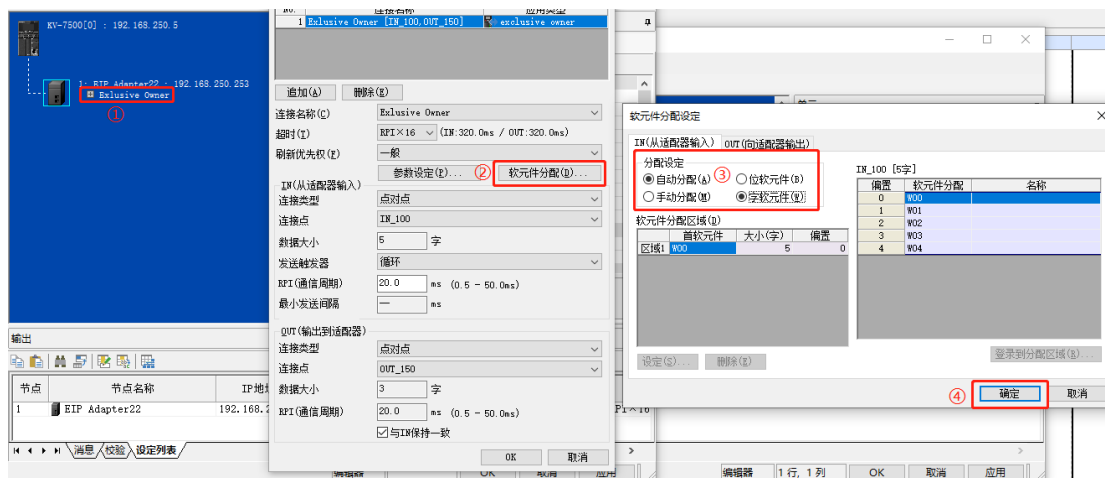 KV-7500[0] : 192.168.250.5
1: EIP Adapter22 : 192.168.250.253
Exlusive Owner
①
1 Exlusive Owner [IN_100,OUT_150] exclusive owner
追加(A) 删除(E)
连接名称(C) Exlusive Owner
超时(T) RPI×16 (IN:320.0ms / OUT:320.0ms)
刷新优先权(F) 一般
参数设定(P)... ② 软元件分配(D)...
IN(从适配器输入)
连接类型 点对点
连接点 IN_100
数据大小 5 字
发送触发器 循环
RPI(通信周期) 20.0 ms (0.5 - 50.0ms)
最小发送间隔 — ms
OUT(输出到适配器)
连接类型 点对点
连接点 OUT_150
数据大小 3 字
RPI(通信周期) 20.0 ms (0.5 - 50.0ms)
与IN保持一致
OK 取消
输出
节点 节点名称 IP地
1 EIP Adapter22 192.168.2
消息 校验 设定列表
软元件分配设定
IN(从适配器输入) OUT(向适配器输出)
分配设定
自动分配(A) ③ 位软元件(B)
手动分配(M) 字软元件(W)
软元件分配区域(D)
首软元件 大小(字) 偏置
区域1 W00 5 0
设定(S)... 删除(E)
IN_100 [5字]
偏置 软元件分配 名称
0 W00
1 W01
2 W02
3 W03
4 W04
登录到分配区域(R)...
④ 确定 取消
编辑器 OK 取消 应用
编辑器 1 行, 1 列 OK 取消 应用